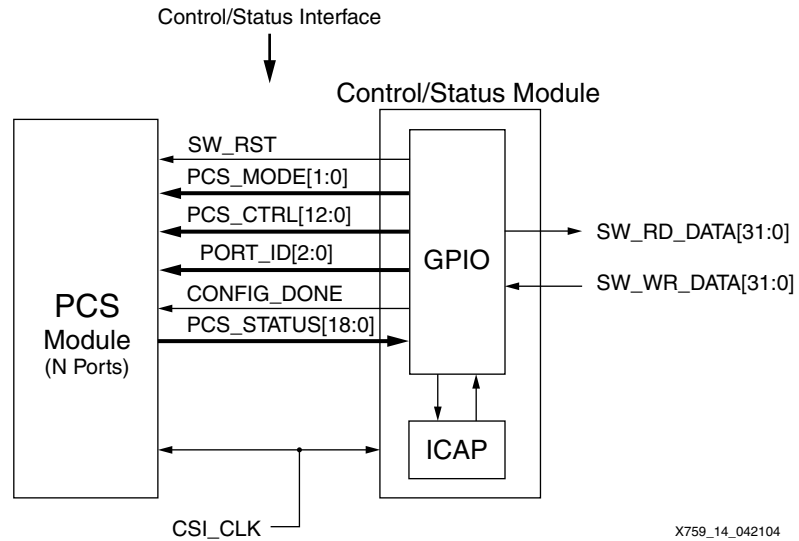 Control/Status Interface
Control/Status Module
SW_RST
PCS_MODE[1:0]
PCS_CTRL[12:0]
PORT_ID[2:0]
CONFIG_DONE
PCS_STATUS[18:0]
PCS
Module
(N Ports)
GPIO
SW_RD_DATA[31:0]
SW_WR_DATA[31:0]
ICAP
CSI_CLK
X759_14_042104